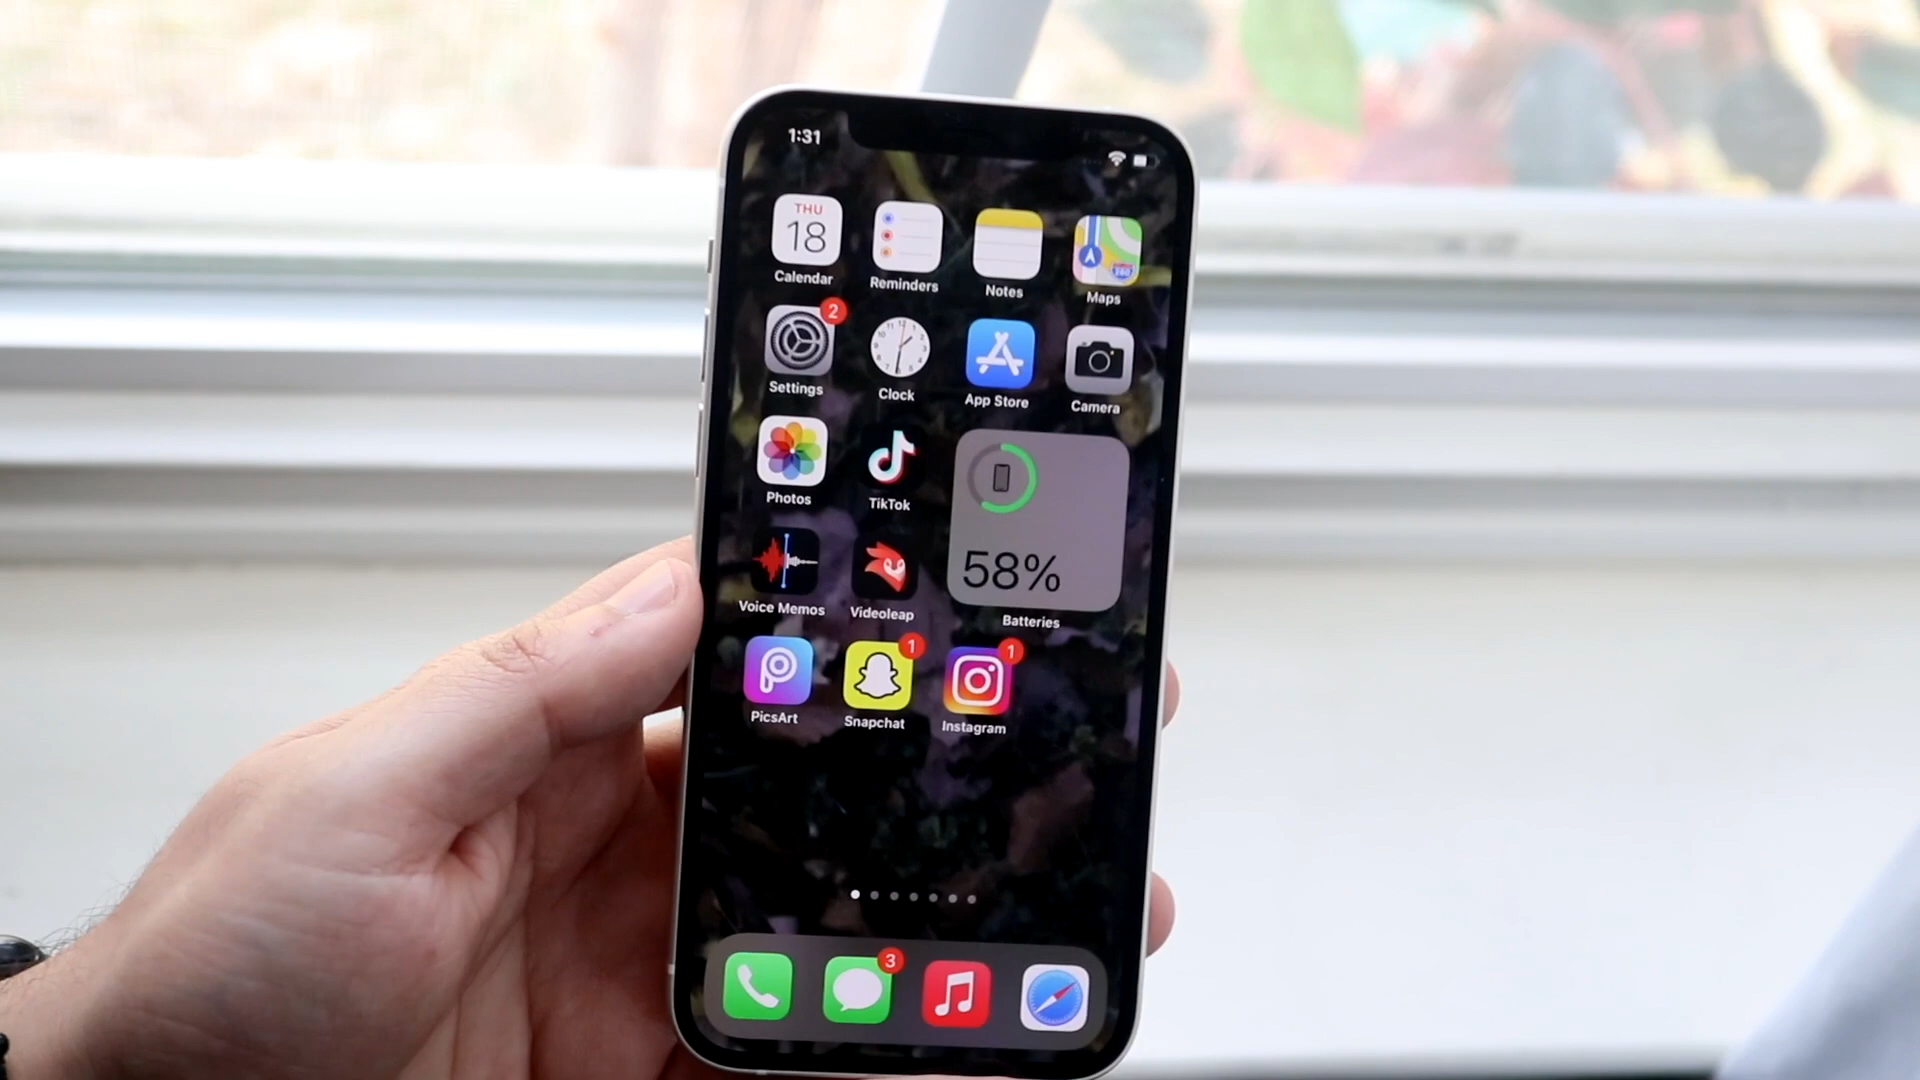 1:31
THU
18
Calendar
Reminders
Notes
280
Maps
2
Settings
Clock
App Store
Camera
Photos
TikTok
58%
Batteries
Voice Memos
Videoleap
PicsArt
1
Snapchat
1
Instagram
3